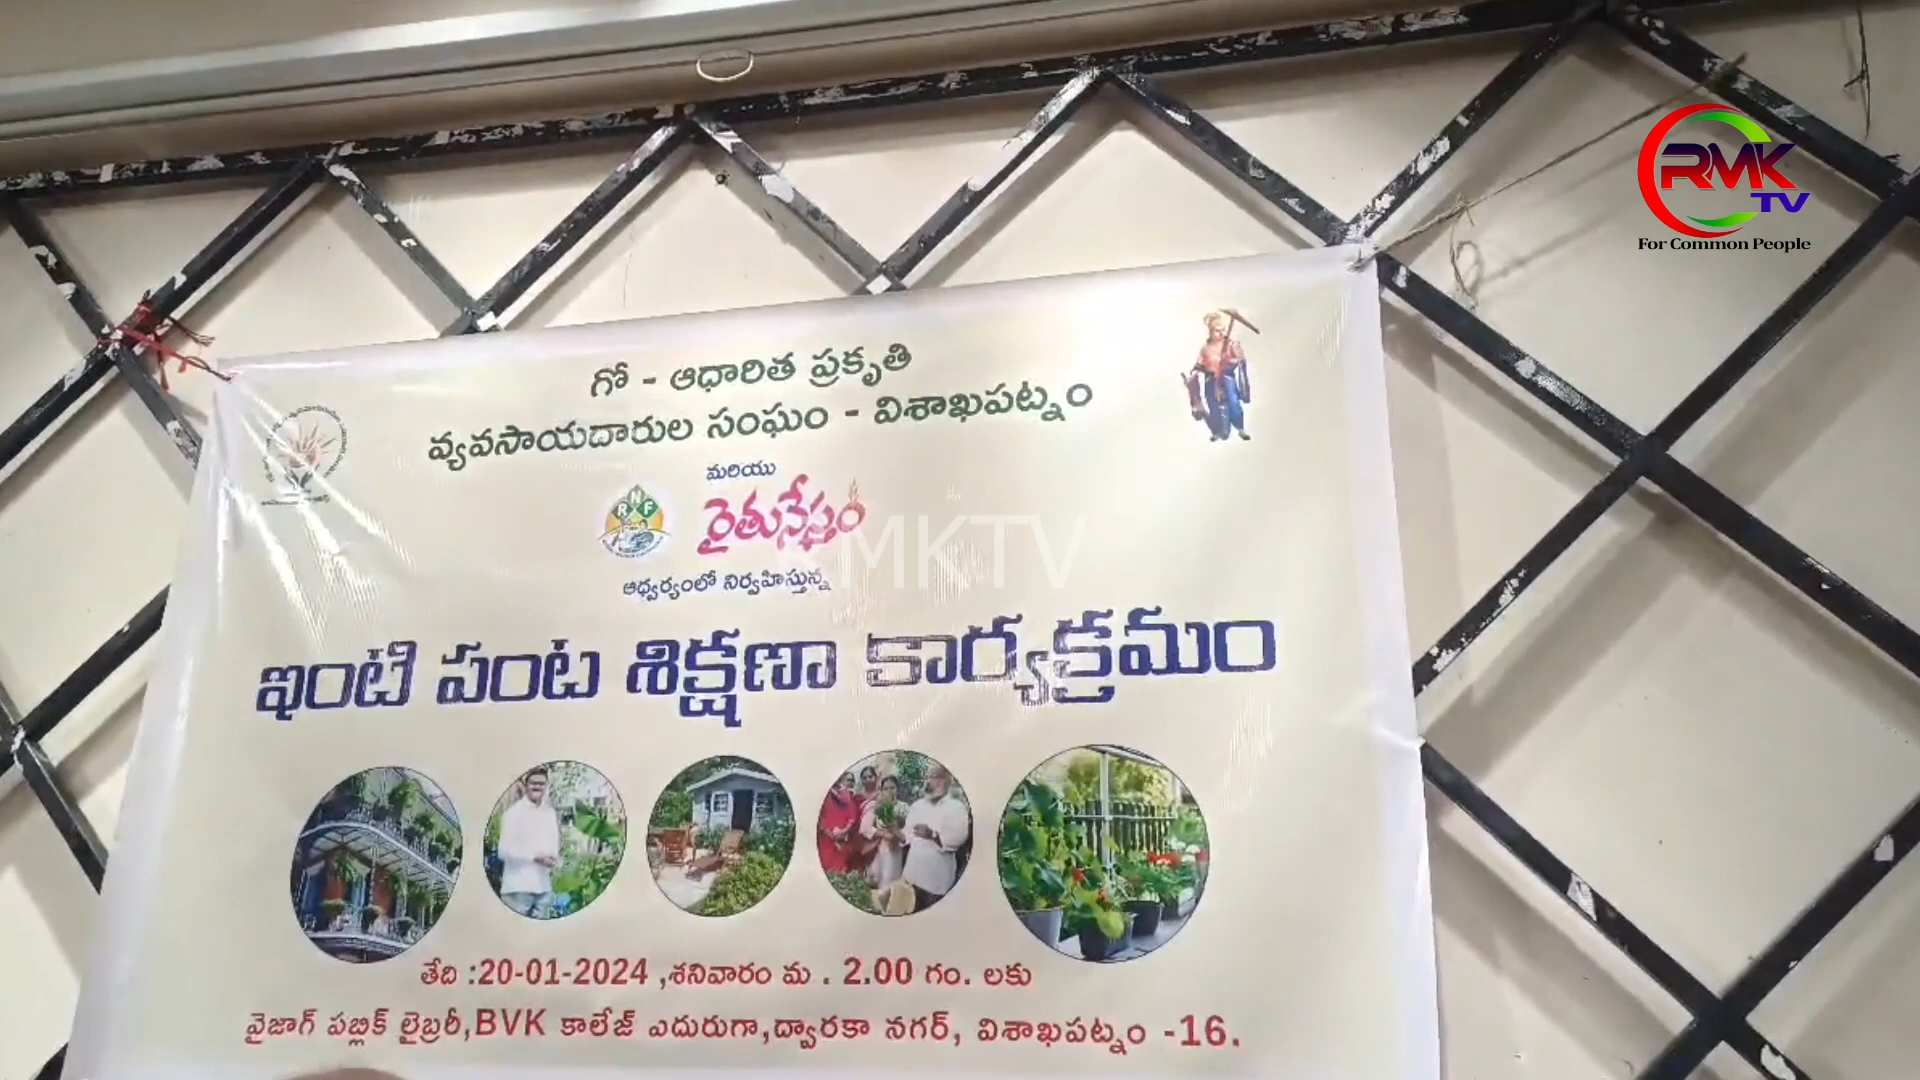 RMK
TV
For Common People
గో - ఆధారిత ప్రకృతి
వ్యవసాయదారుల సంఘం - విశాఖపట్నం
మరియు
RNF
రైతునేస్తం
MKTV
ఆధ్వర్యంలో నిర్వహిస్తున్న
ఇంటి పంట శిక్షణా కార్యక్రమం
తేది :20-01-2024 ,శనివారం మ . 2.00 గం. లకు
వైజాగ్ పబ్లిక్ లైబ్రరీ,BVK కాలేజ్ ఎదురుగా,ద్వారకా నగర్, విశాఖపట్నం -16.